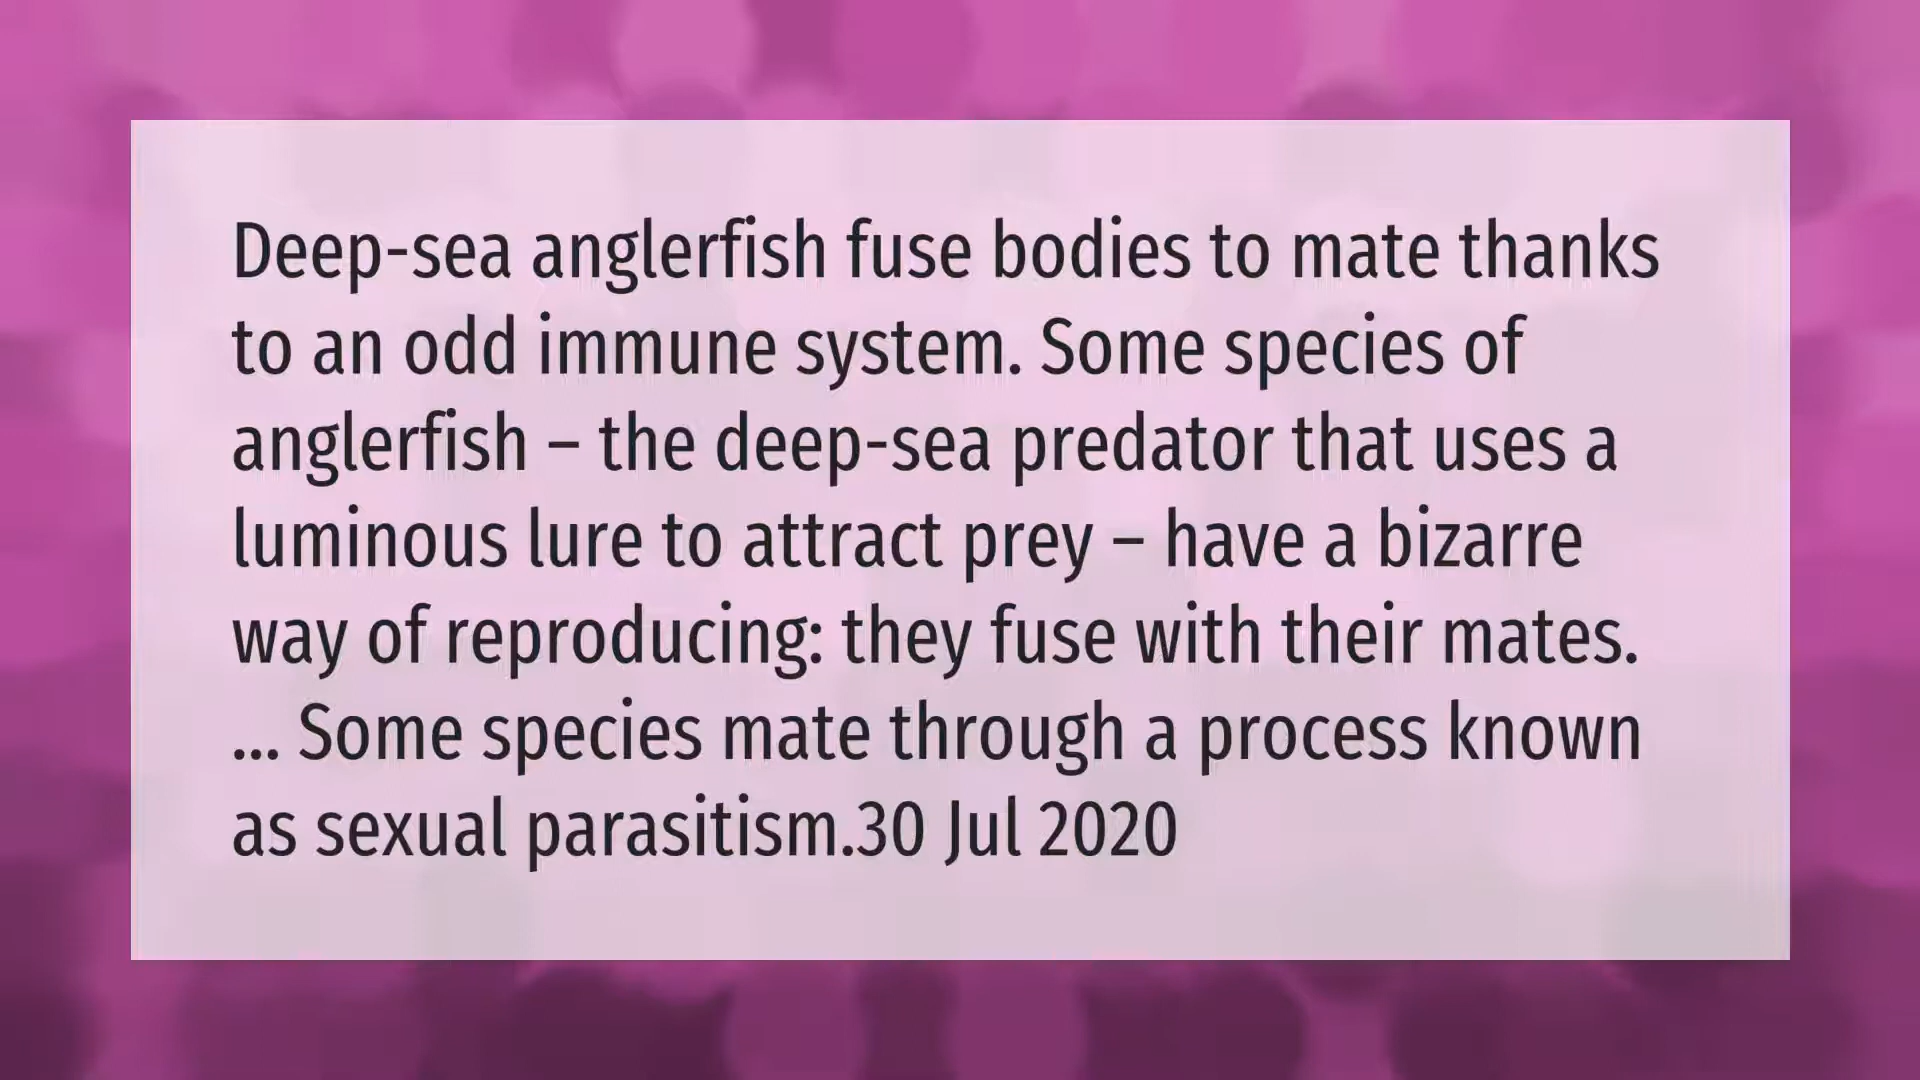 Deep-sea anglerfish fuse bodies to mate thanks
to an odd immune system. Some species of
anglerfish – the deep-sea predator that uses a
luminous lure to attract prey – have a bizarre
way of reproducing: they fuse with their mates.
... Some species mate through a process known
as sexual parasitism.30 Jul 2020